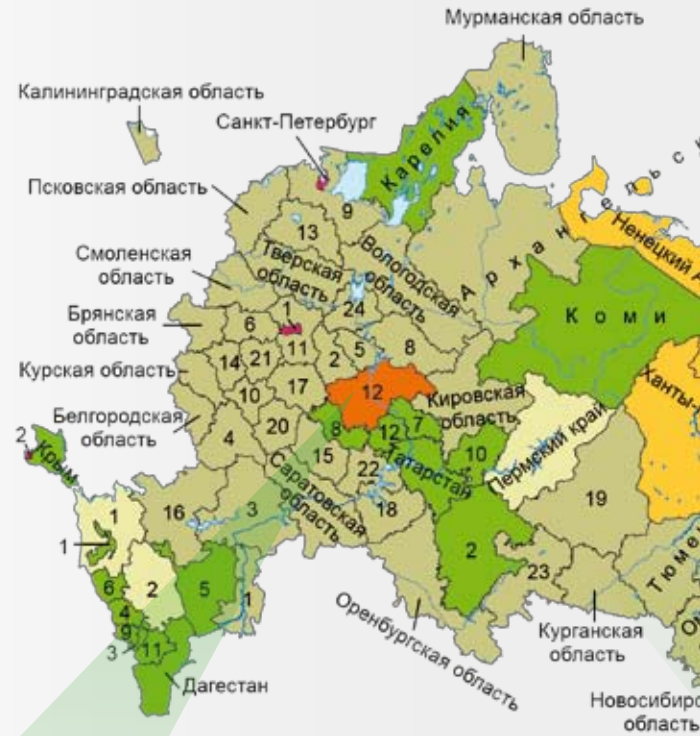 Мурманская область
Калининградская область
Санкт-Петербург
Карелия
Псковская область
9
13
Ненецкий
Архангельск
Смоленская
область
Тверская
область
Вологодская
область
Коми
Брянская
область
1
24
6
11
2
5
8
Ханты-
Курская область
14
21
10
17
12
Кировская
область
Белгородская
область
4
20
8
12
7
Пермский край
2
Крым
15
Татарстан
10
Саратовская
область
22
19
16
3
18
1
1
2
6
2
5
1
23
Тюме
4
9
3
11
Оренбургская область
Курганская
область
Ом
Дагестан
Новосибирс
область